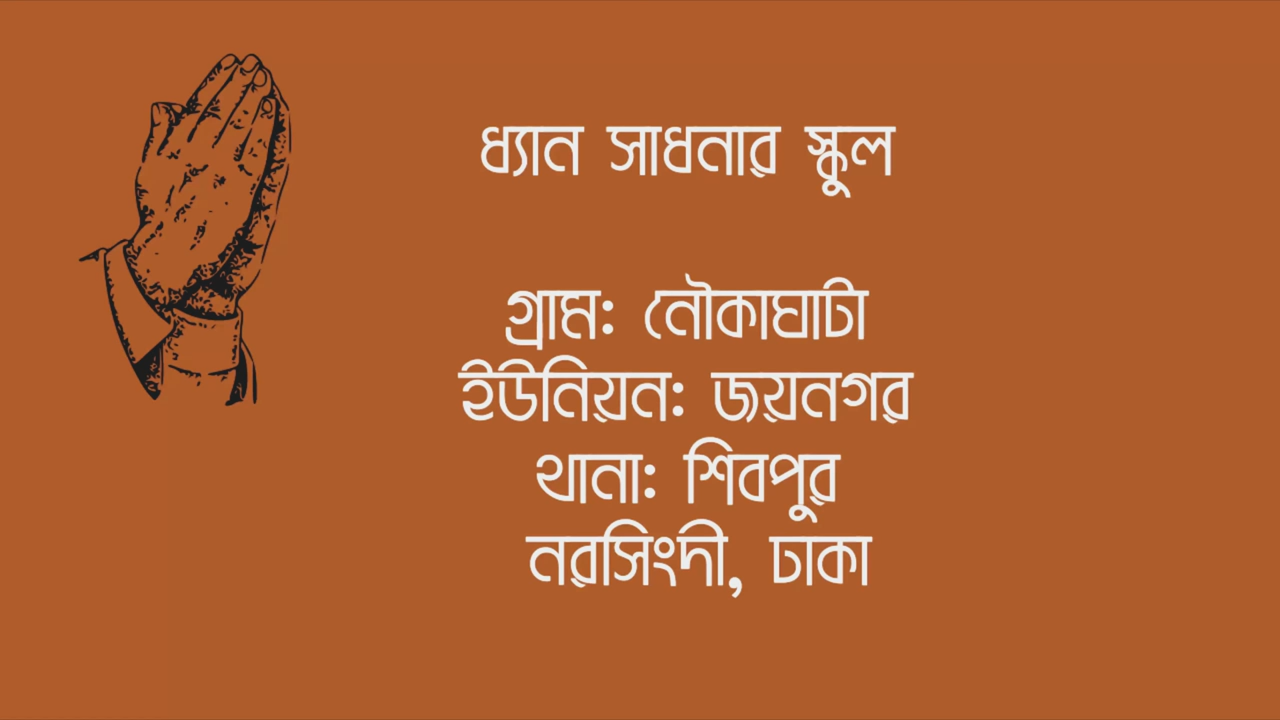 ধ্যান সাধনার স্কুল
গ্রাম: নৌকাঘাটা
ইউনিয়ন: জয়নগর
থানা: শিবপুর
নরসিংদী, ঢাকা